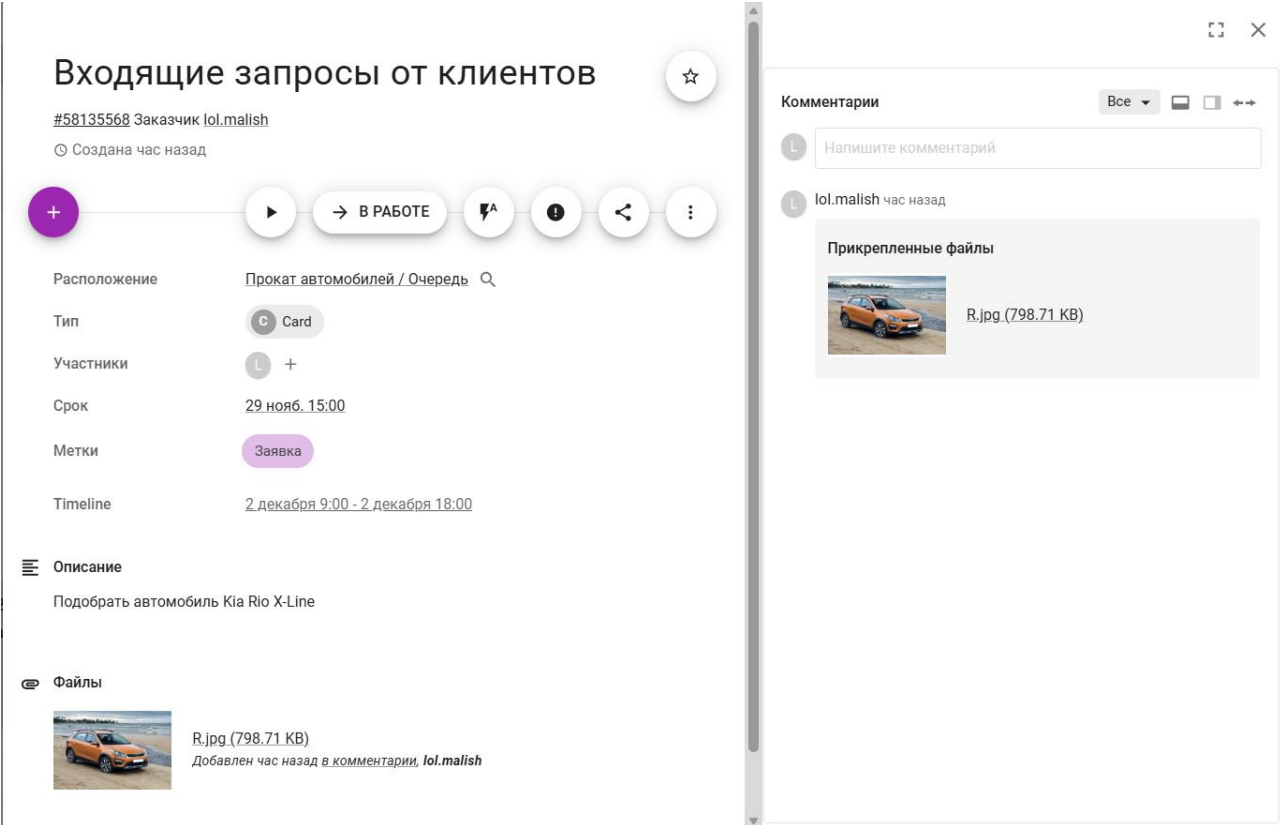 Входящие запросы от клиентов
#58135568 Заказчик lol.malish
Создана час назад
В РАБОТЕ
Расположение Прокат автомобилей / Очередь
Тип C Card
Участники L
Срок 29 нояб. 15:00
Метки Заявка
Timeline 2 декабря 9:00 - 2 декабря 18:00
Описание
Подобрать автомобиль Kia Rio X-Line
Файлы
R.jpg (798.71 KB)
Добавлен час назад в комментарии, lol.malish
Комментарии Все
L Напишите комментарий
L lol.malish час назад
Прикрепленные файлы
R.jpg (798.71 KB)